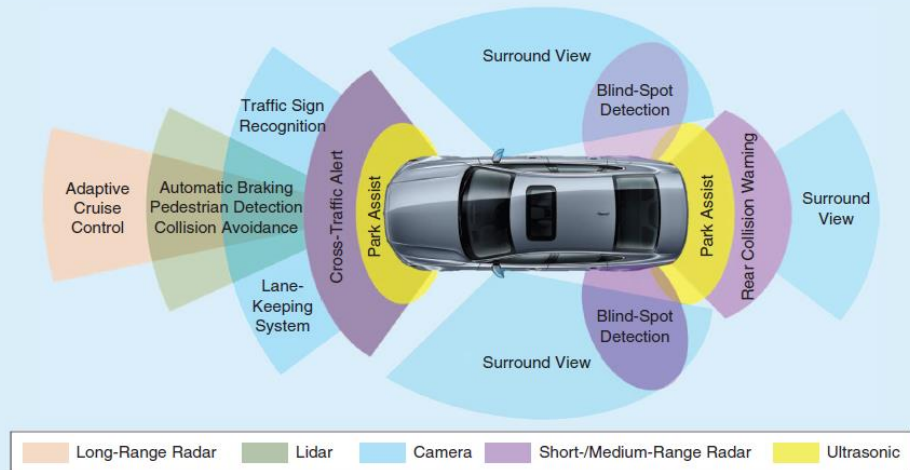 Surround View
Blind-Spot
Detection
Traffic Sign
Recognition
Adaptive
Cruise
Control
Automatic Braking
Pedestrian Detection
Collision Avoidance
Cross-Traffic Alert
Park Assist
Park Assist
Rear Collision Warning
Surround
View
Lane-
Keeping
System
Blind-Spot
Detection
Surround View
Long-Range Radar
Lidar
Camera
Short-/Medium-Range Radar
Ultrasonic